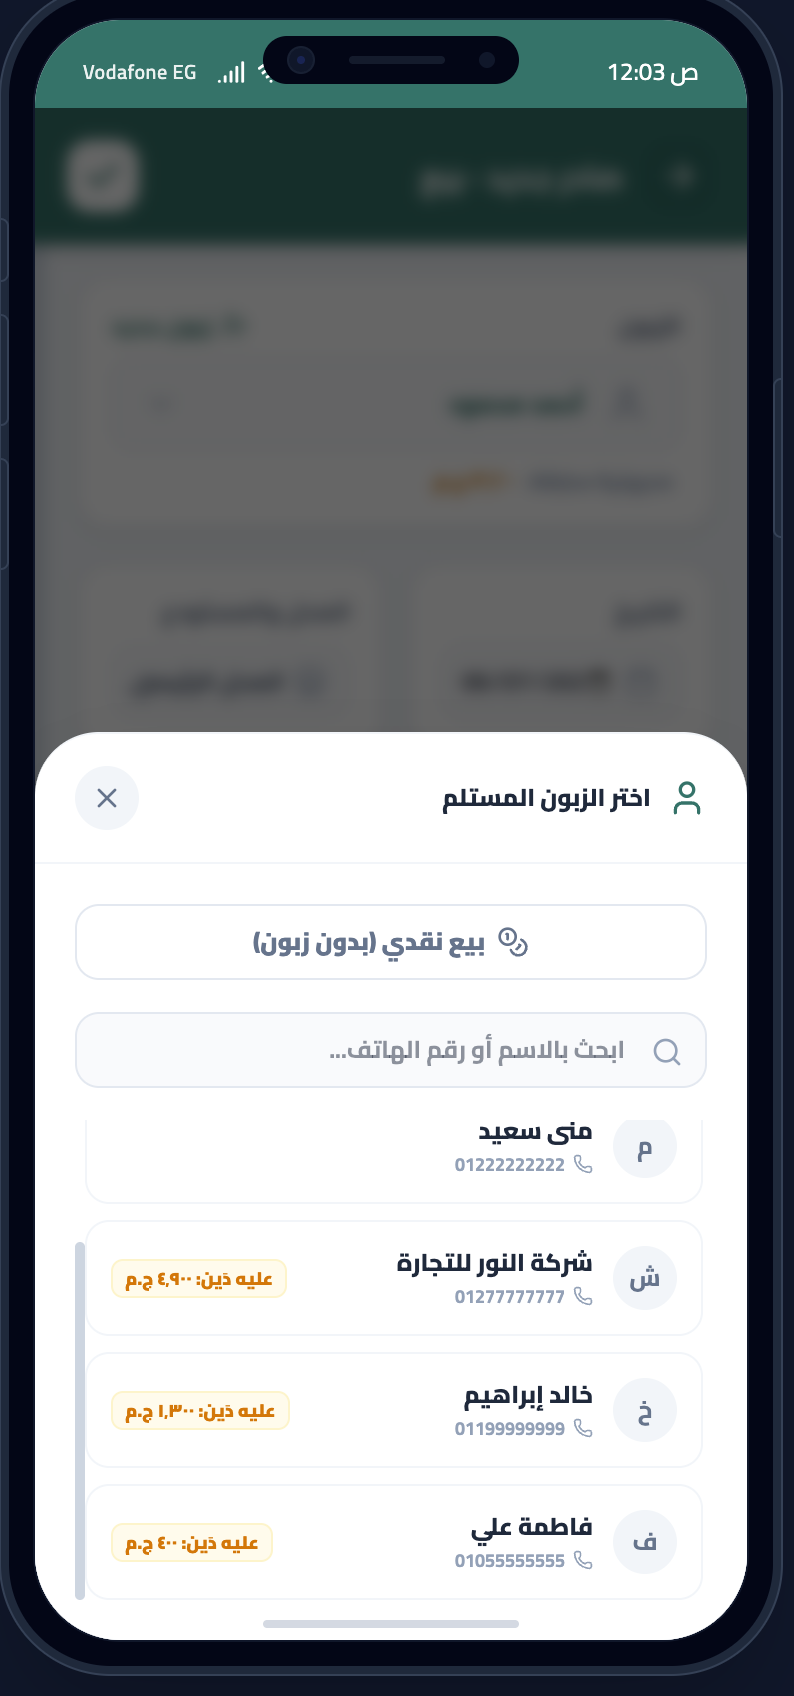 12:03 ص
Vodafone EG
اختر الزبون المستلم
بيع نقدي (بدون زبون)
ابحث بالاسم أو رقم الهاتف...
م
منى سعيد
01222222222
ش
شركة النور للتجارة
01277777777
عليه دَين: ٤,٩٠٠ ج.م
خ
خالد إبراهيم
01199999999
عليه دَين: ١,٣٠٠ ج.م
ف
فاطمة علي
01055555555
عليه دَين: ٤٠٠ ج.م